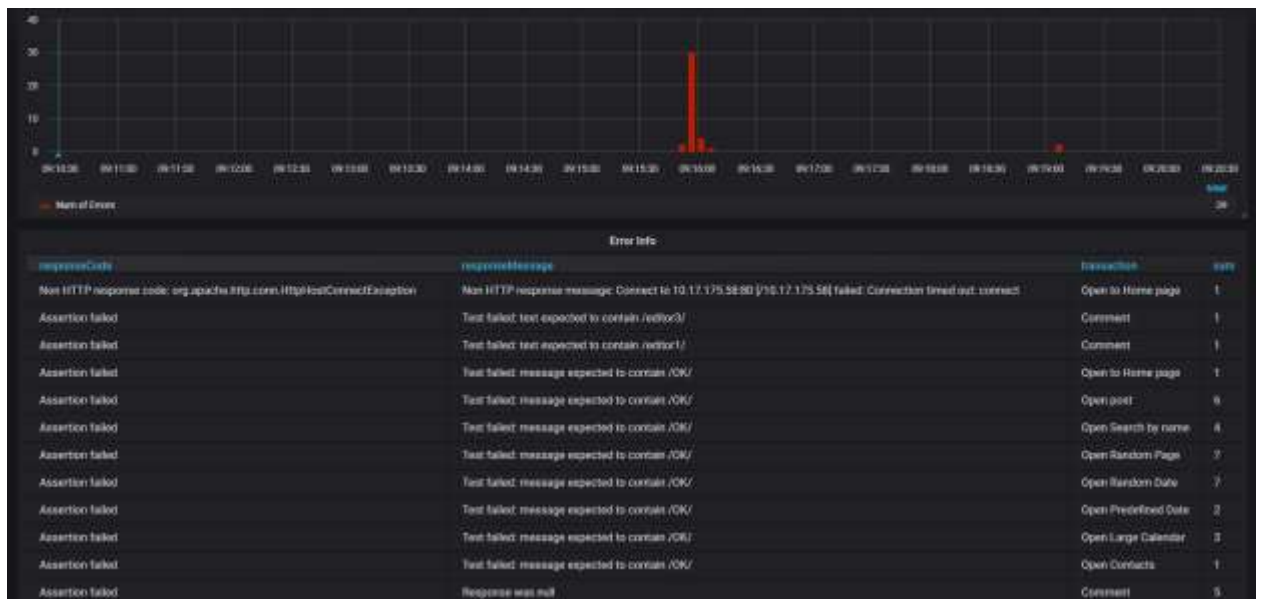 40
30
20
10
0
09:10:30 09:11:00 09:11:30 09:12:00 09:12:30 09:13:00 09:13:30 09:14:00 09:14:30 09:15:00 09:15:30 09:16:00 09:16:30 09:17:00 09:17:30 09:18:00 09:18:30 09:19:00 09:19:30 09:20:00 09:20:30
total
Num of Errors 39
Error Info
responseCode responseMessage transaction sum
Non HTTP response code: org.apache.http.conn.HttpHostConnectException Non HTTP response message: Connect to 10.17.175.58:80 [/10.17.175.58] failed: Connection timed out: connect Open to Home page 1
Assertion failed Test failed: text expected to contain /editor3/ Comment 1
Assertion failed Test failed: text expected to contain /editor1/ Comment 1
Assertion failed Test failed: message expected to contain /OK/ Open to Home page 1
Assertion failed Test failed: message expected to contain /OK/ Open post 6
Assertion failed Test failed: message expected to contain /OK/ Open Search by name 4
Assertion failed Test failed: message expected to contain /OK/ Open Random Page 7
Assertion failed Test failed: message expected to contain /OK/ Open Random Date 7
Assertion failed Test failed: message expected to contain /OK/ Open Predefined Date 2
Assertion failed Test failed: message expected to contain /OK/ Open Large Calendar 3
Assertion failed Test failed: message expected to contain /OK/ Open Contacts 1
Assertion failed Response was null Comment 5